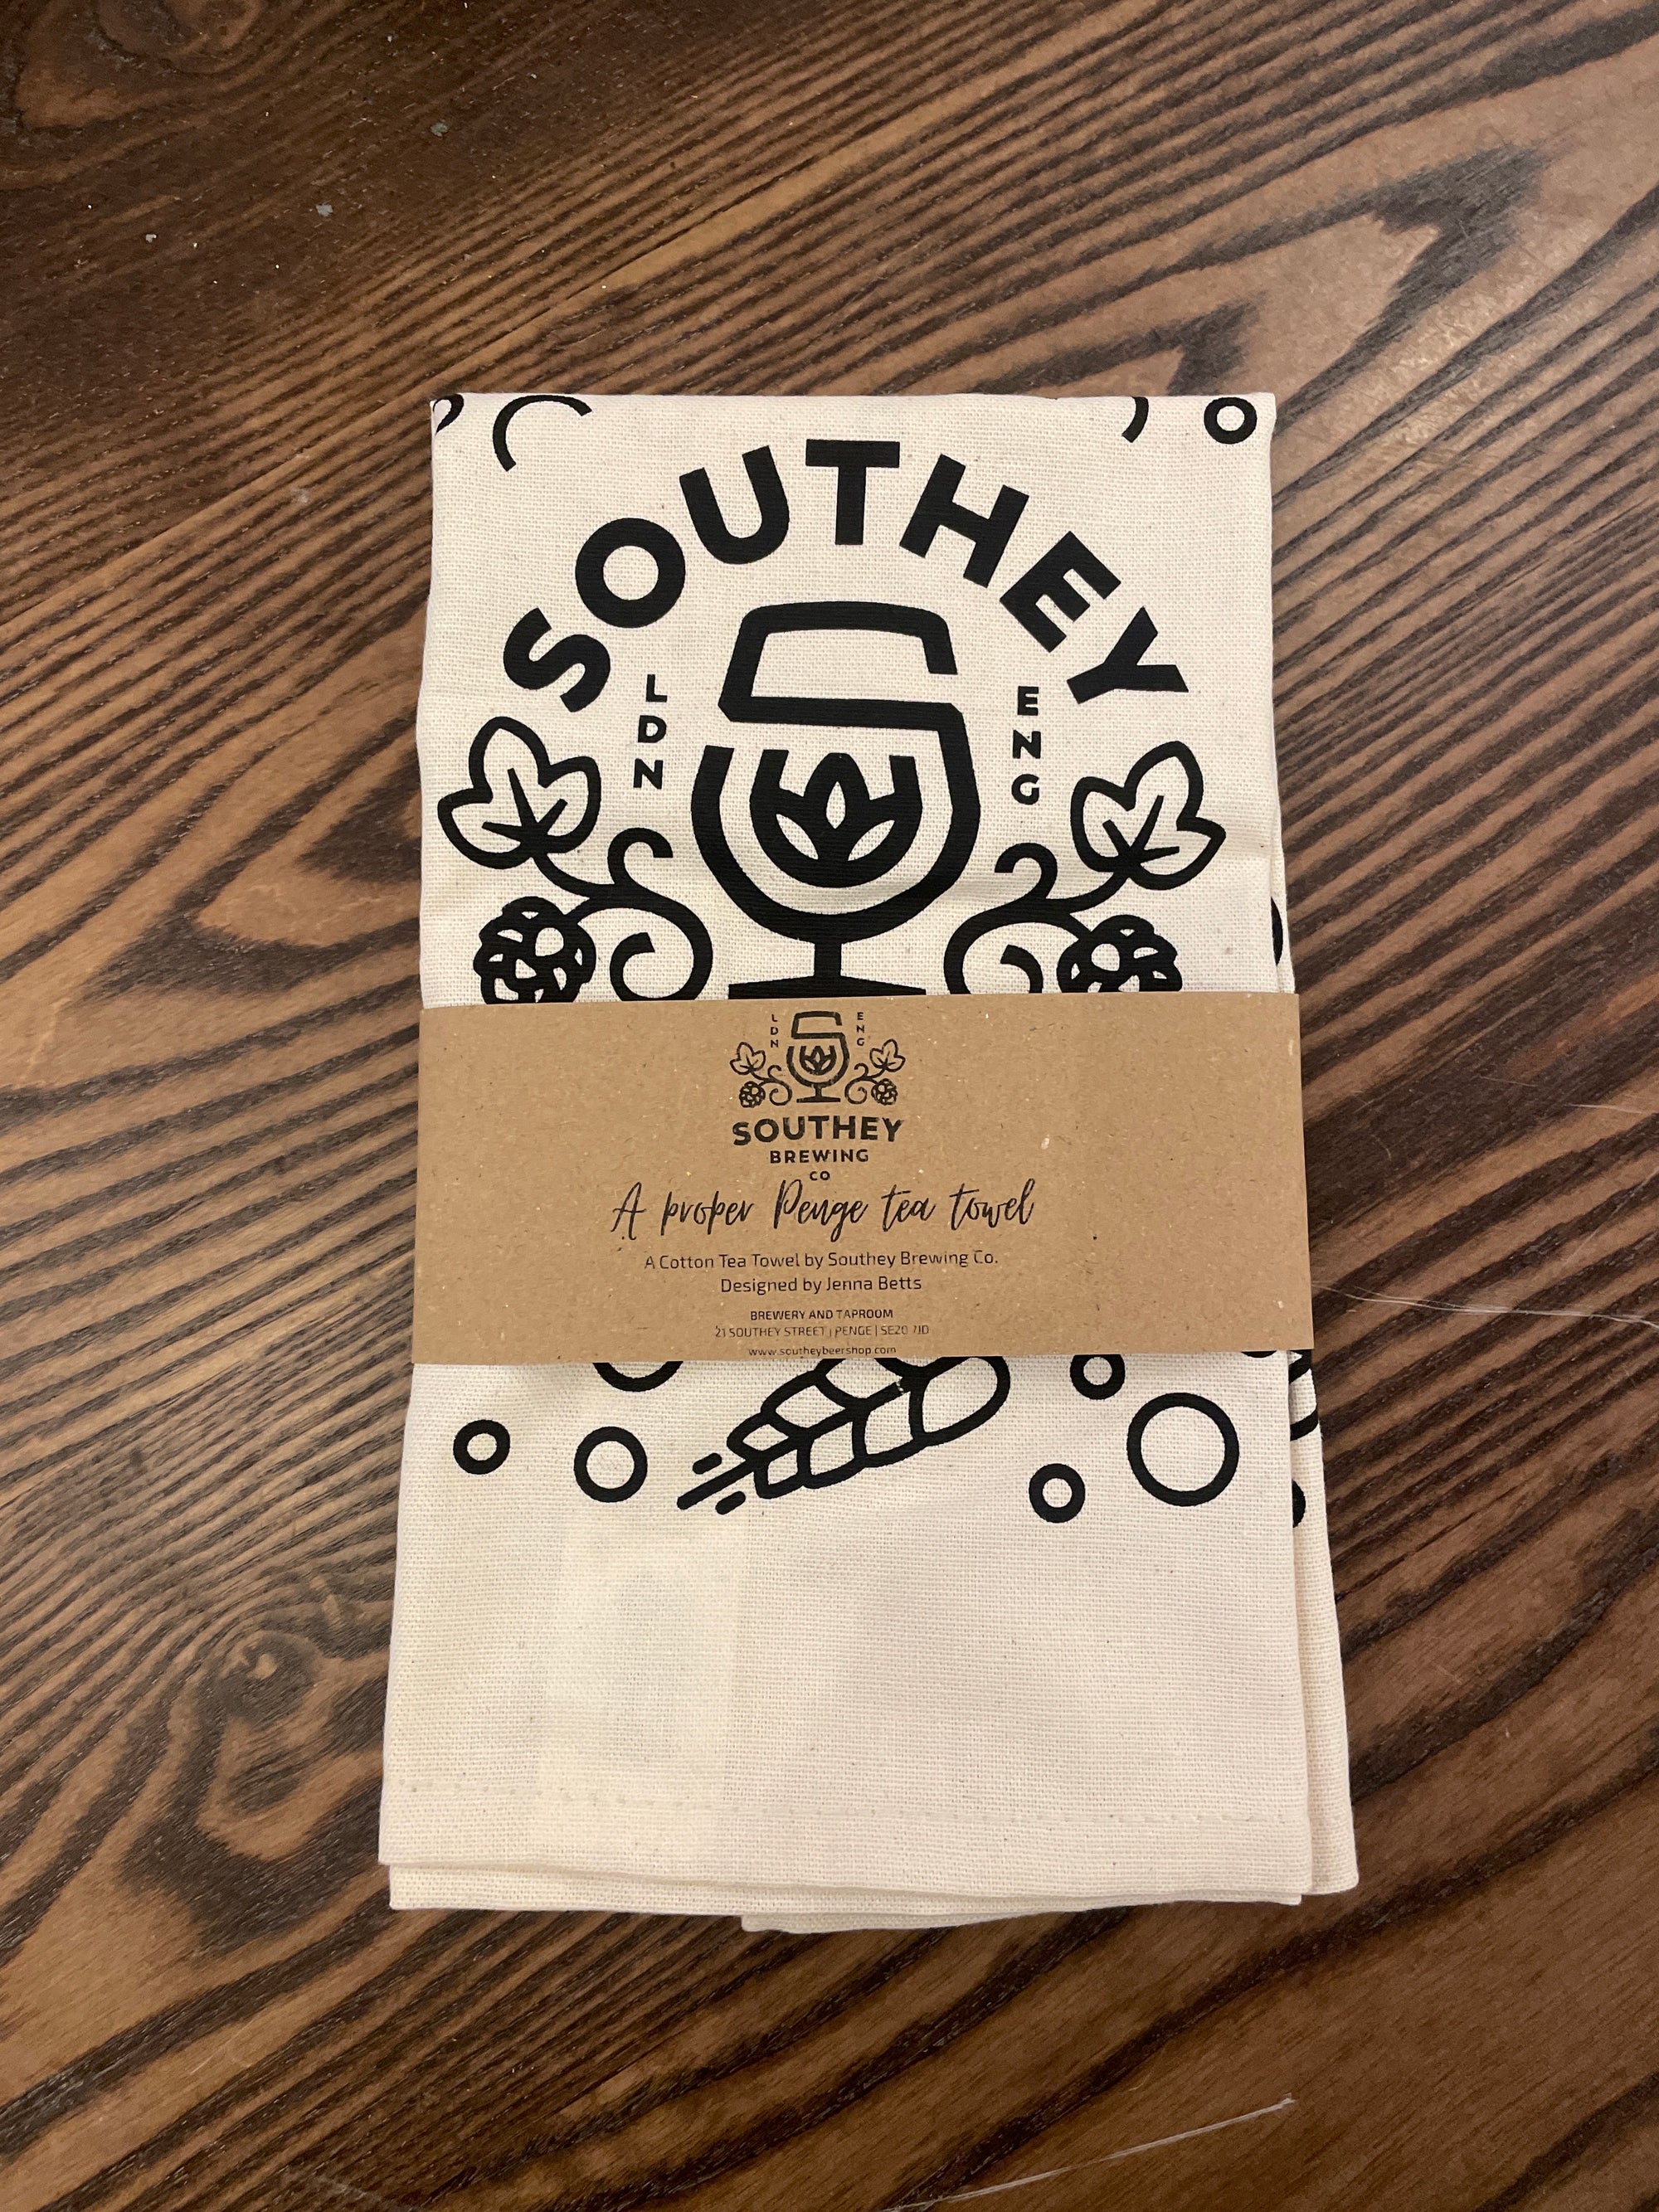 SOUTHEY
LDN
ENG
LDN
ENG
SOUTHEY
BREWING
CO
A proper Penge tea towel
A Cotton Tea Towel by Southey Brewing Co.
Designed by Jenna Betts
BREWERY AND TAPROOM
21 SOUTHEY STREET | PENGE | SE20 7JD
www.southeybeershop.com